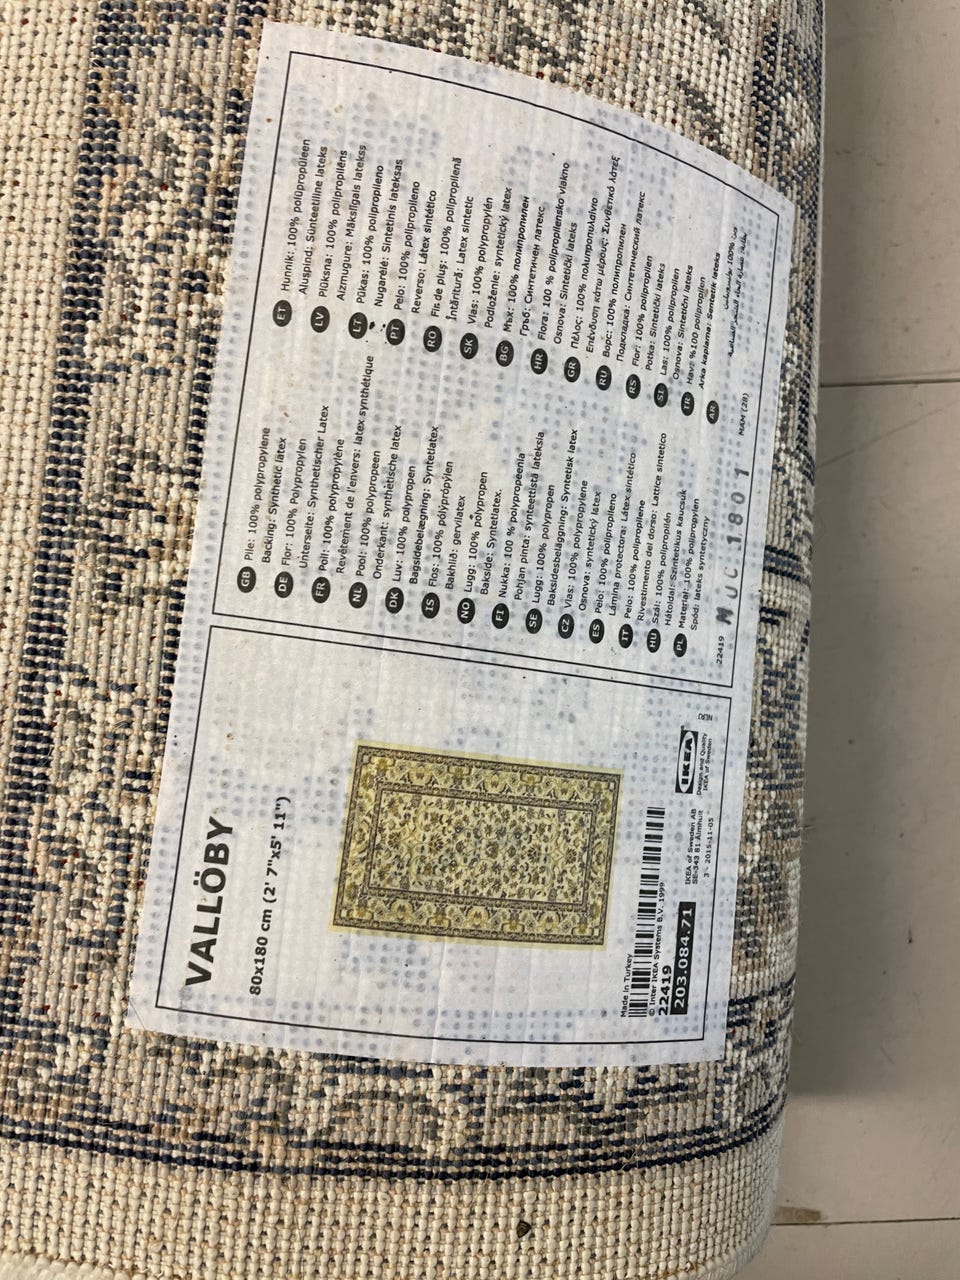 VALLÖBY
80x180 cm (2' 7"x5' 11")
Made in Turkey
© Inter IKEA Systems B.V. 1999
22419
203.084.71
IKEA of Sweden AB
SE-343 81 Älmhult
3 - 2015-11-05
IKEA
Design and Quality
IKEA of Sweden
GB Pile: 100% polypropylene
Backing: Synthetic latex
DE Flor: 100% Polypropylen
Unterseite: Synthetischer Latex
FR Poil: 100% polypropylène
Revêtement de l'envers: latex synthétique
NL Pool: 100% polypropeen
Onderkant: synthetische latex
DK Luv: 100% polypropen
Bagsidebelægning: Syntetlatex
IS Flos: 100% pólýprópýlen
Bakhlið: gervilatex
NO Lugg: 100% polypropen
Bakside: Syntetlatex.
FI Nukka: 100 % polypropeenia
Pohjan pinta: synteettistä lateksia
SE Lugg: 100% polypropen
Baksidesbeläggning: Syntetisk latex
CZ Vlas: 100% polypropylene
Osnova: syntetický latex
ES Pelo: 100% polipropileno
Lámina protectora: Látex sintético
IT Pelo: 100% polipropilene
Rivestimento del dorso: Lattice sintetico
HU Szál: 100% polipropilén
Hátoldal: Szintetikus kaucsuk
PL Materiał: 100% polipropylen
Spód: lateks syntetyczny
22419
MJC 1801
MAM (28)
ET Hunnik: 100% polüpropüleen
Aluspind: Sünteetiline lateks
LV Plūksna: 100% polipropilēns
Aizmugure: Mākslīgais latekss
LT Pūkas: 100% polipropileno
Nugarėlė: Sintetinis lateksas
PT Pelo: 100% polipropileno
Reverso: Látex sintético
RO Fir de pluş: 100% polipropilenă
Întăritură: Latex sintetic
SK Vlas: 100% polypropylén
Podloženie: syntetický latex
BG Мъх: 100% полипропилен
Гръб: Синтетичен латекс
HR Flora: 100 % polipropilensko vlakno
Osnova: Sintetički lateks
GR Πέλος: 100% πολυπροπυλένιο
Επένδυση κάτω μέρους: Συνθετικό λάτεξ
RU Ворс: 100% полипропилен
Подкладка: Синтетический латекс
RS Flor: 100% polipropilen
Potka: Sintetički lateks
SI Las: 100% polipropilen
Osnova: Sintetični lateks
TR Hav: %100 polipropilen
Arka kaplama: Sentetik lateks
AR